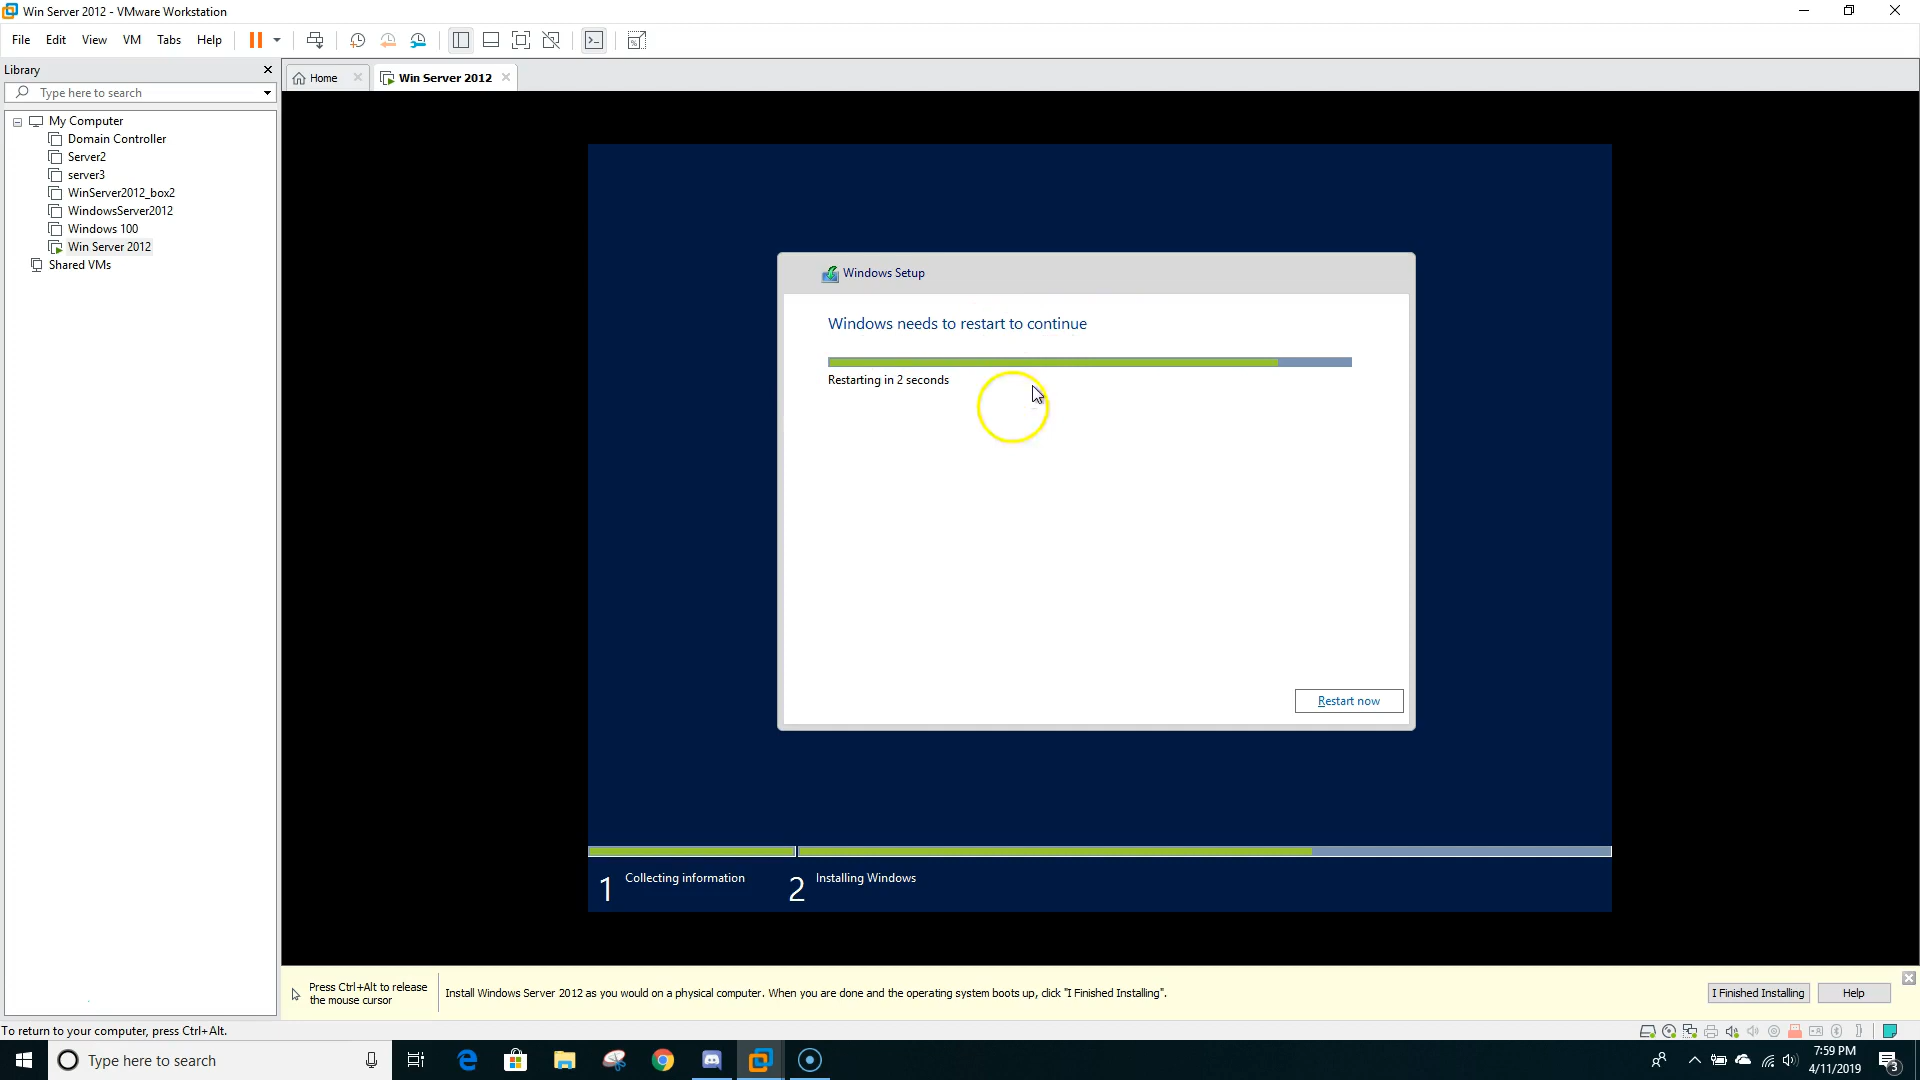 Win Server 2012 - VMware Workstation
File Edit View VM Tabs Help
Library
Home
Win Server 2012
Type here to search
My Computer
Domain Controller
Server2
server3
WinServer2012_box2
WindowsServer2012
Windows 100
Win Server 2012
Shared VMs
Windows Setup
Windows needs to restart to continue
Restarting in 2 seconds
Restart now
1 Collecting information
2 Installing Windows
Press Ctrl+Alt to release
the mouse cursor
Install Windows Server 2012 as you would on a physical computer. When you are done and the operating system boots up, click "I Finished Installing".
I Finished Installing
Help
To return to your computer, press Ctrl+Alt.
Type here to search
7:59 PM
4/11/2019
3